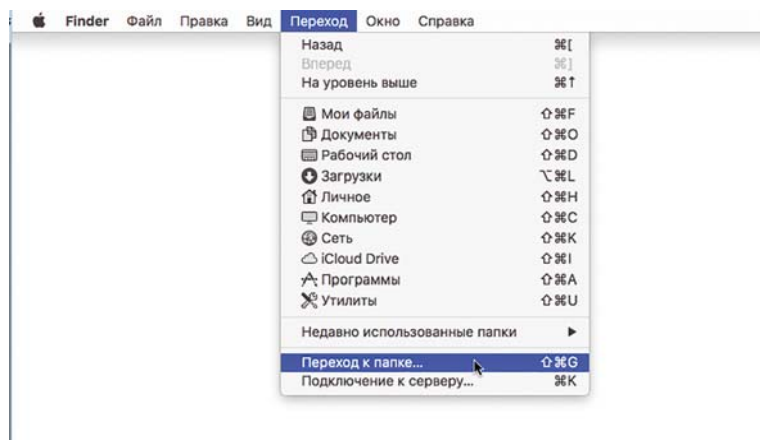 Finder Файл Правка Вид Переход Окно Справка
Назад ⌘[
Вперед ⌘]
На уровень выше ⌘↑
Мои файлы ⇧⌘F
Документы ⇧⌘O
Рабочий стол ⇧⌘D
Загрузки ⌥⌘L
Личное ⇧⌘H
Компьютер ⇧⌘C
Сеть ⇧⌘K
iCloud Drive ⇧⌘I
Программы ⇧⌘A
Утилиты ⇧⌘U
Недавно использованные папки ▶
Переход к папке... ⇧⌘G
Подключение к серверу... ⌘K